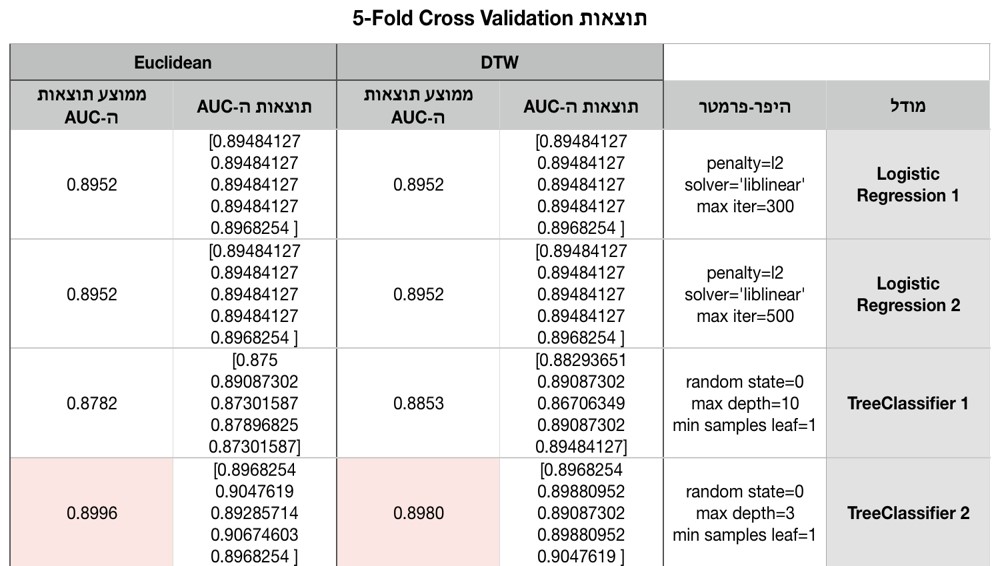 תוצאות 5-Fold Cross Validation
DTW
Euclidean
מודל
היפר-פרמטר
תוצאות ה-AUC
ממוצע תוצאות
ה-AUC
תוצאות ה-AUC
ממוצע תוצאות
ה-AUC
Logistic
Regression 1
penalty=l2
solver='liblinear'
max iter=300
[0.89484127
0.89484127
0.89484127
0.89484127
0.8968254 ]
0.8952
[0.89484127
0.89484127
0.89484127
0.89484127
0.8968254 ]
0.8952
Logistic
Regression 2
penalty=l2
solver='liblinear'
max iter=500
[0.89484127
0.89484127
0.89484127
0.89484127
0.8968254 ]
0.8952
[0.89484127
0.89484127
0.89484127
0.89484127
0.8968254 ]
0.8952
TreeClassifier 1
random state=0
max depth=10
min samples leaf=1
[0.88293651
0.89087302
0.86706349
0.89087302
0.89484127]
0.8853
[0.875
0.89087302
0.87301587
0.87896825
0.87301587]
0.8782
TreeClassifier 2
random state=0
max depth=3
min samples leaf=1
[0.8968254
0.89880952
0.89087302
0.89880952
0.9047619 ]
0.8980
[0.8968254
0.9047619
0.89285714
0.90674603
0.8968254 ]
0.8996